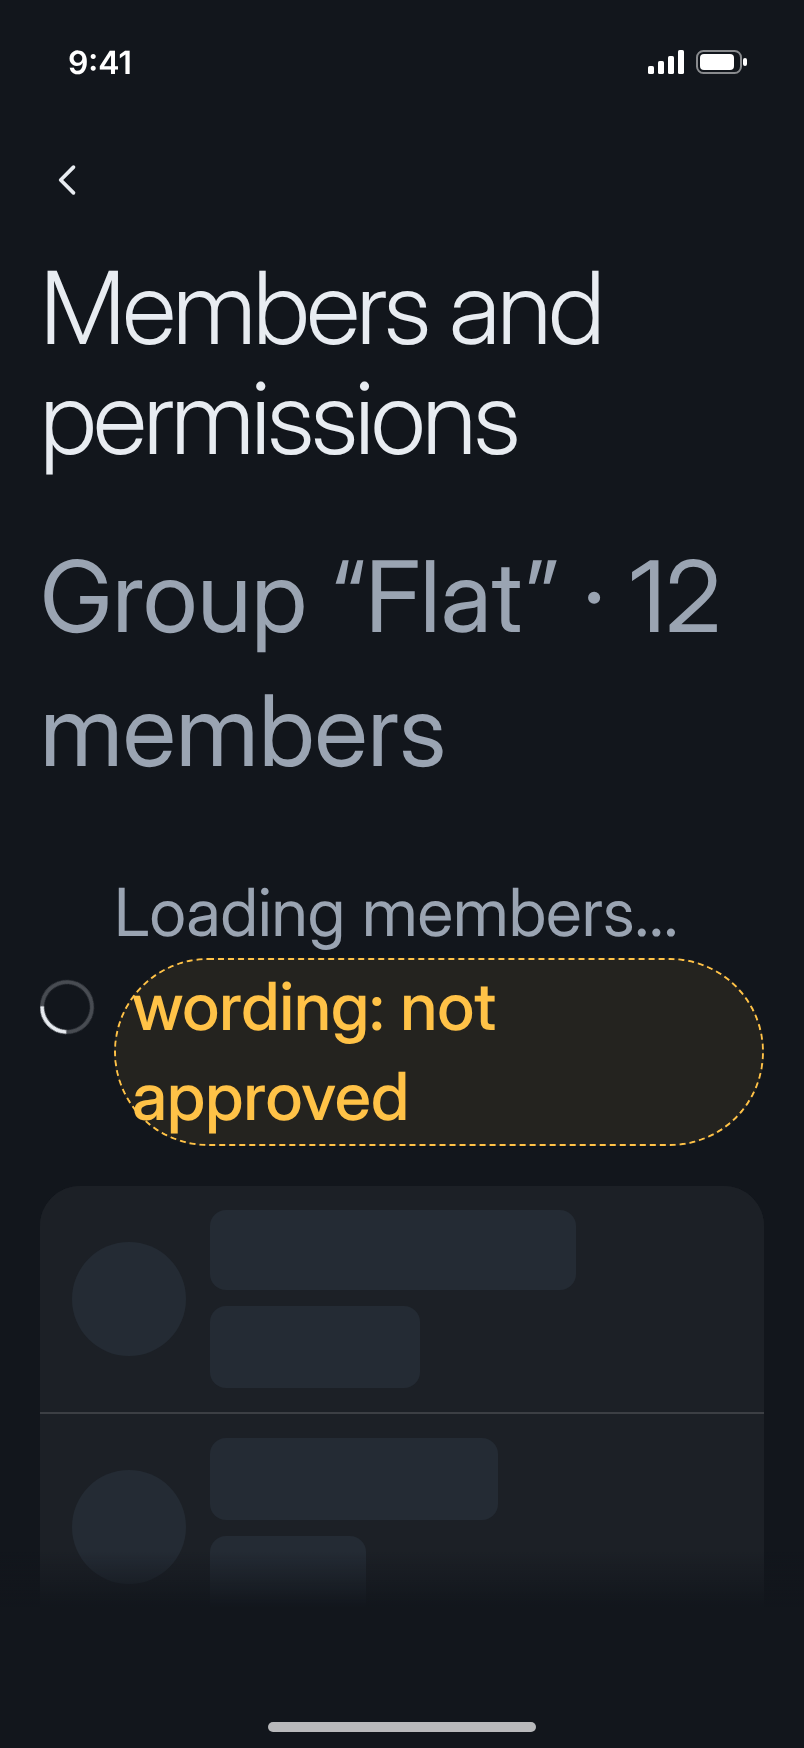 9:41
Members and
permissions
Group “Flat” · 12
members
Loading members…
wording: not
approved